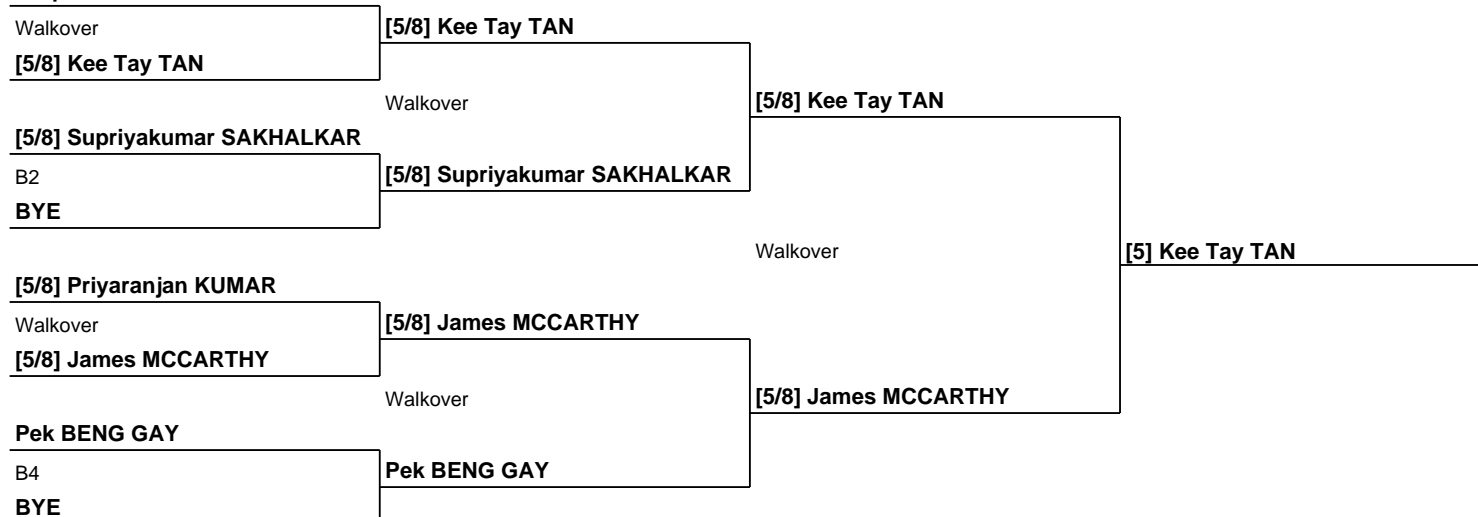 Walkover
[5/8] Kee Tay TAN
[5/8] Kee Tay TAN
Walkover
[5/8] Kee Tay TAN
[5/8] Supriyakumar SAKHALKAR
B2
[5/8] Supriyakumar SAKHALKAR
BYE
Walkover
[5] Kee Tay TAN
[5/8] Priyaranjan KUMAR
Walkover
[5/8] James MCCARTHY
[5/8] James MCCARTHY
Walkover
[5/8] James MCCARTHY
Pek BENG GAY
B4
Pek BENG GAY
BYE